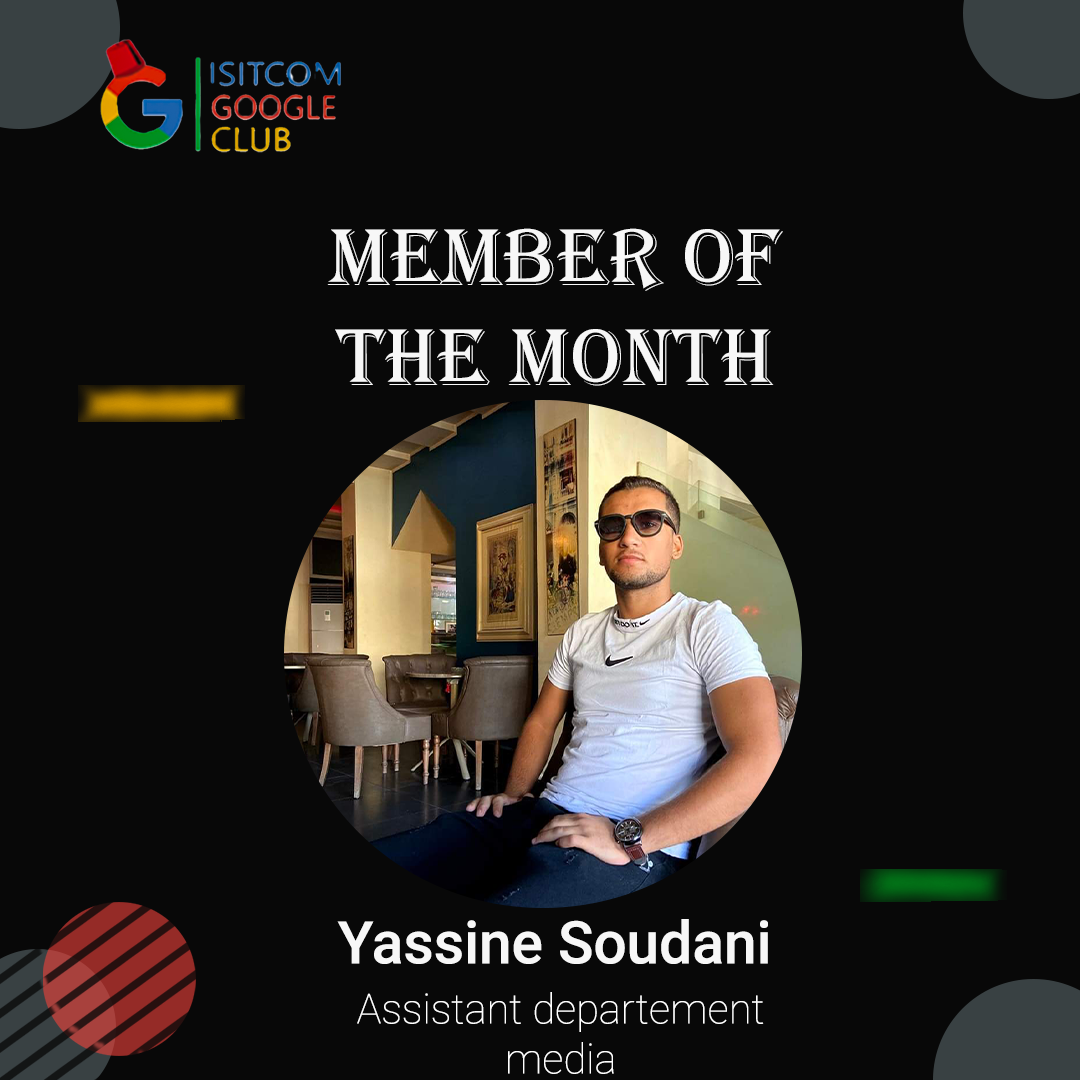 ISITCOM
GOOGLE
CLUB
MEMBER OF
THE MONTH
Yassine Soudani
Assistant departement
media